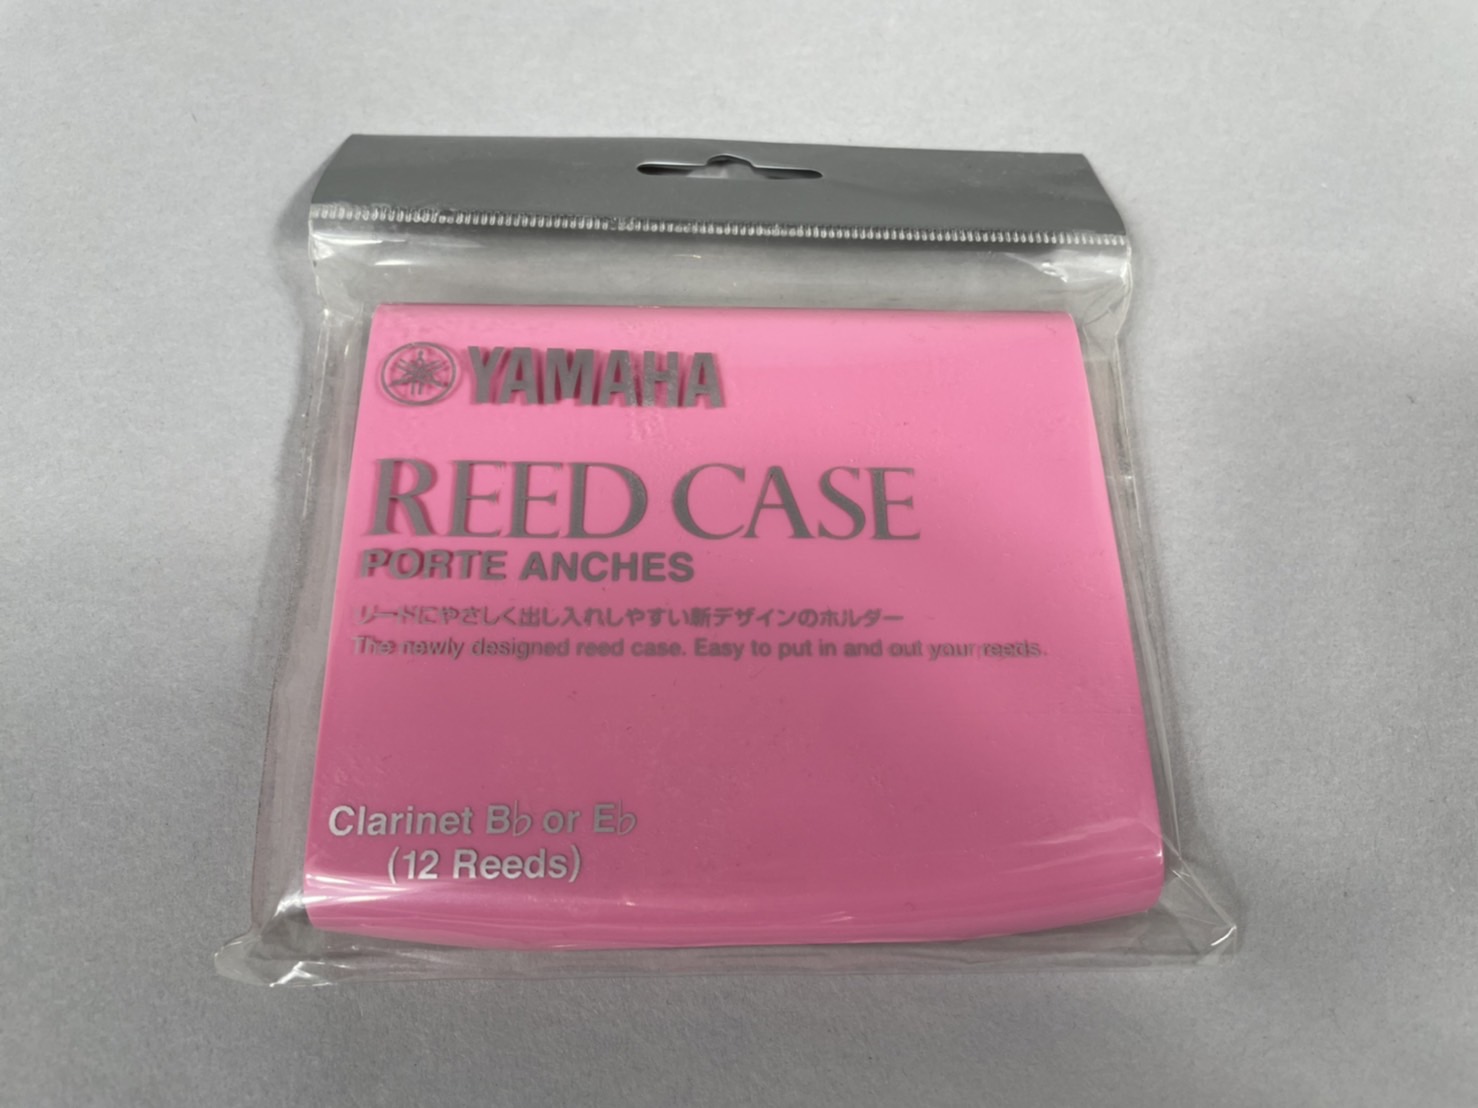 YAMAHA
REED CASE
PORTE ANCHES
リードにやさしく出し入れしやすい新デザインのホルダー
The newly designed reed case. Easy to put in and out your reeds.
Clarinet B♭ or E♭
(12 Reeds)